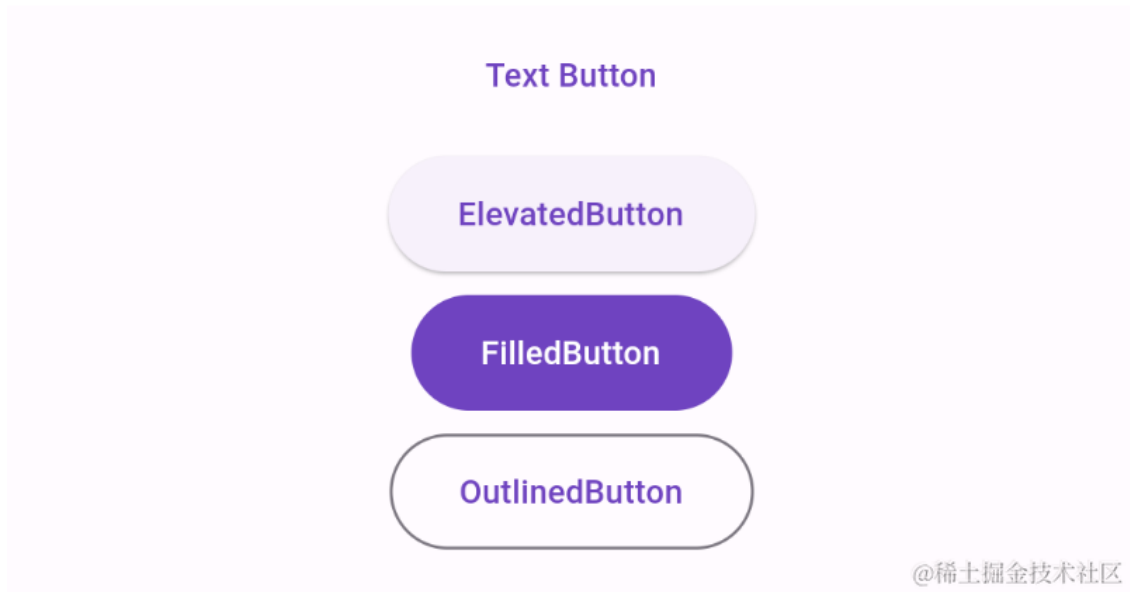 Text Button
ElevatedButton
FilledButton
OutlinedButton
@稀土掘金技术社区